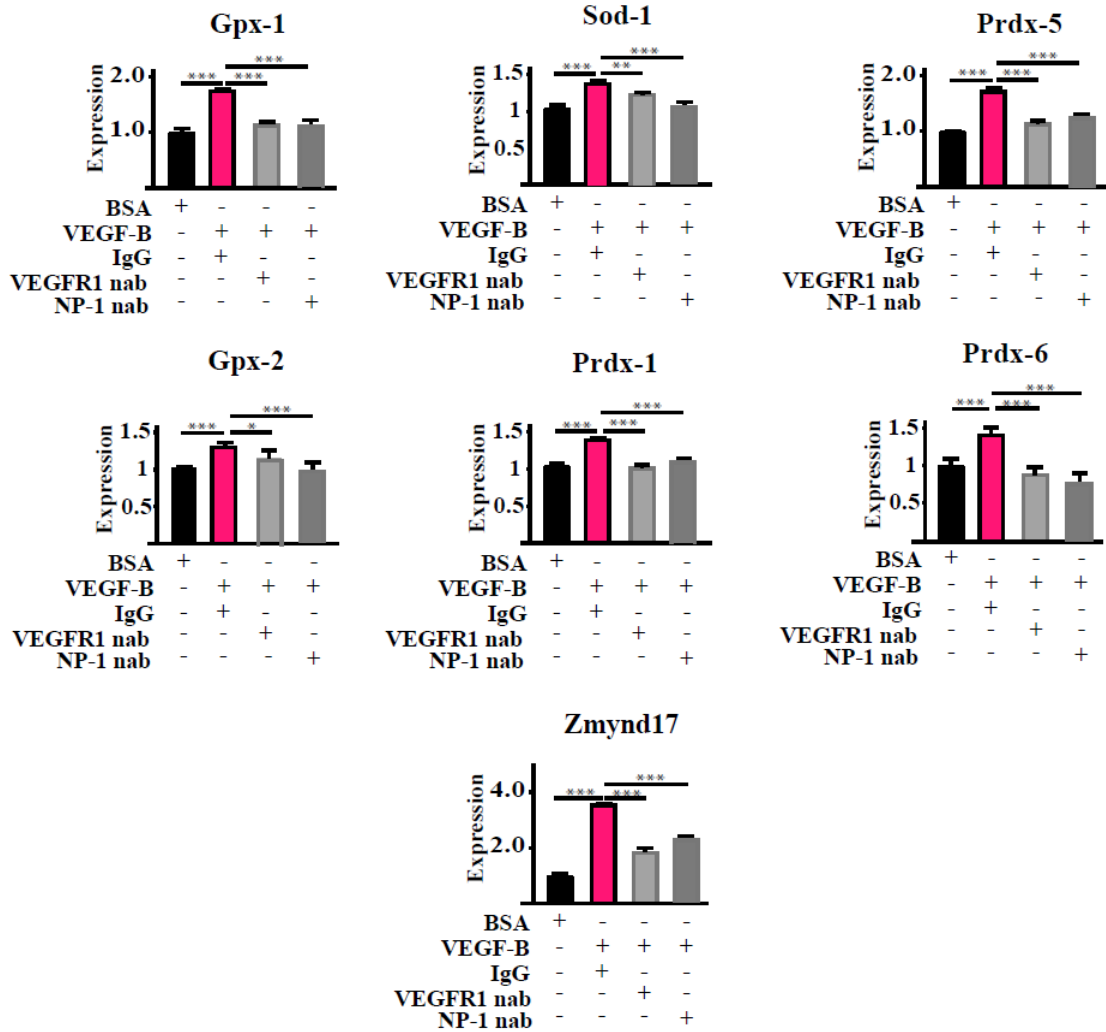 Gpx-1
Expression
2.0
1.0
*** *** ***
BSA + - - -
VEGF-B - + + +
IgG - + - -
VEGFR1 nab - - + -
NP-1 nab - - - +
Sod-1
Expression
1.5
1
0.5
*** ** ***
BSA + - - -
VEGF-B - + + +
IgG - + - -
VEGFR1 nab - - + -
NP-1 nab - - - +
Prdx-5
Expression
2.0
1.0
*** *** ***
BSA + - - -
VEGF-B - + + +
IgG - + - -
VEGFR1 nab - - + -
NP-1 nab - - - +
Gpx-2
Expression
1.5
1
0.5
*** * ***
BSA + - - -
VEGF-B - + + +
IgG - + - -
VEGFR1 nab - - + -
NP-1 nab - - - +
Prdx-1
Expression
1.5
1
0.5
*** *** ***
BSA + - - -
VEGF-B - + + +
IgG - + - -
VEGFR1 nab - - + -
NP-1 nab - - - +
Prdx-6
Expression
1.5
1
0.5
*** *** ***
BSA + - - -
VEGF-B - + + +
IgG - + - -
VEGFR1 nab - - + -
NP-1 nab - - - +
Zmynd17
Expression
4.0
2.0
*** *** ***
BSA + - - -
VEGF-B - + + +
IgG - + - -
VEGFR1 nab - - + -
NP-1 nab - - - +